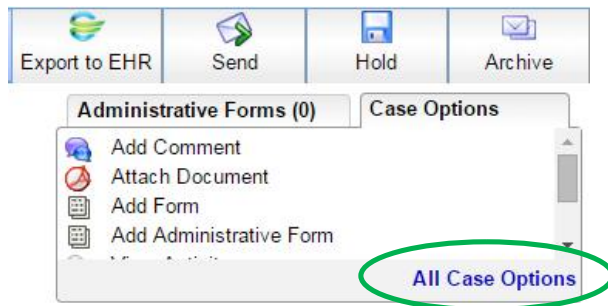 Export to EHR Send Hold Archive
Administrative Forms (0) Case Options
Add Comment
Attach Document
Add Form
Add Administrative Form
All Case Options